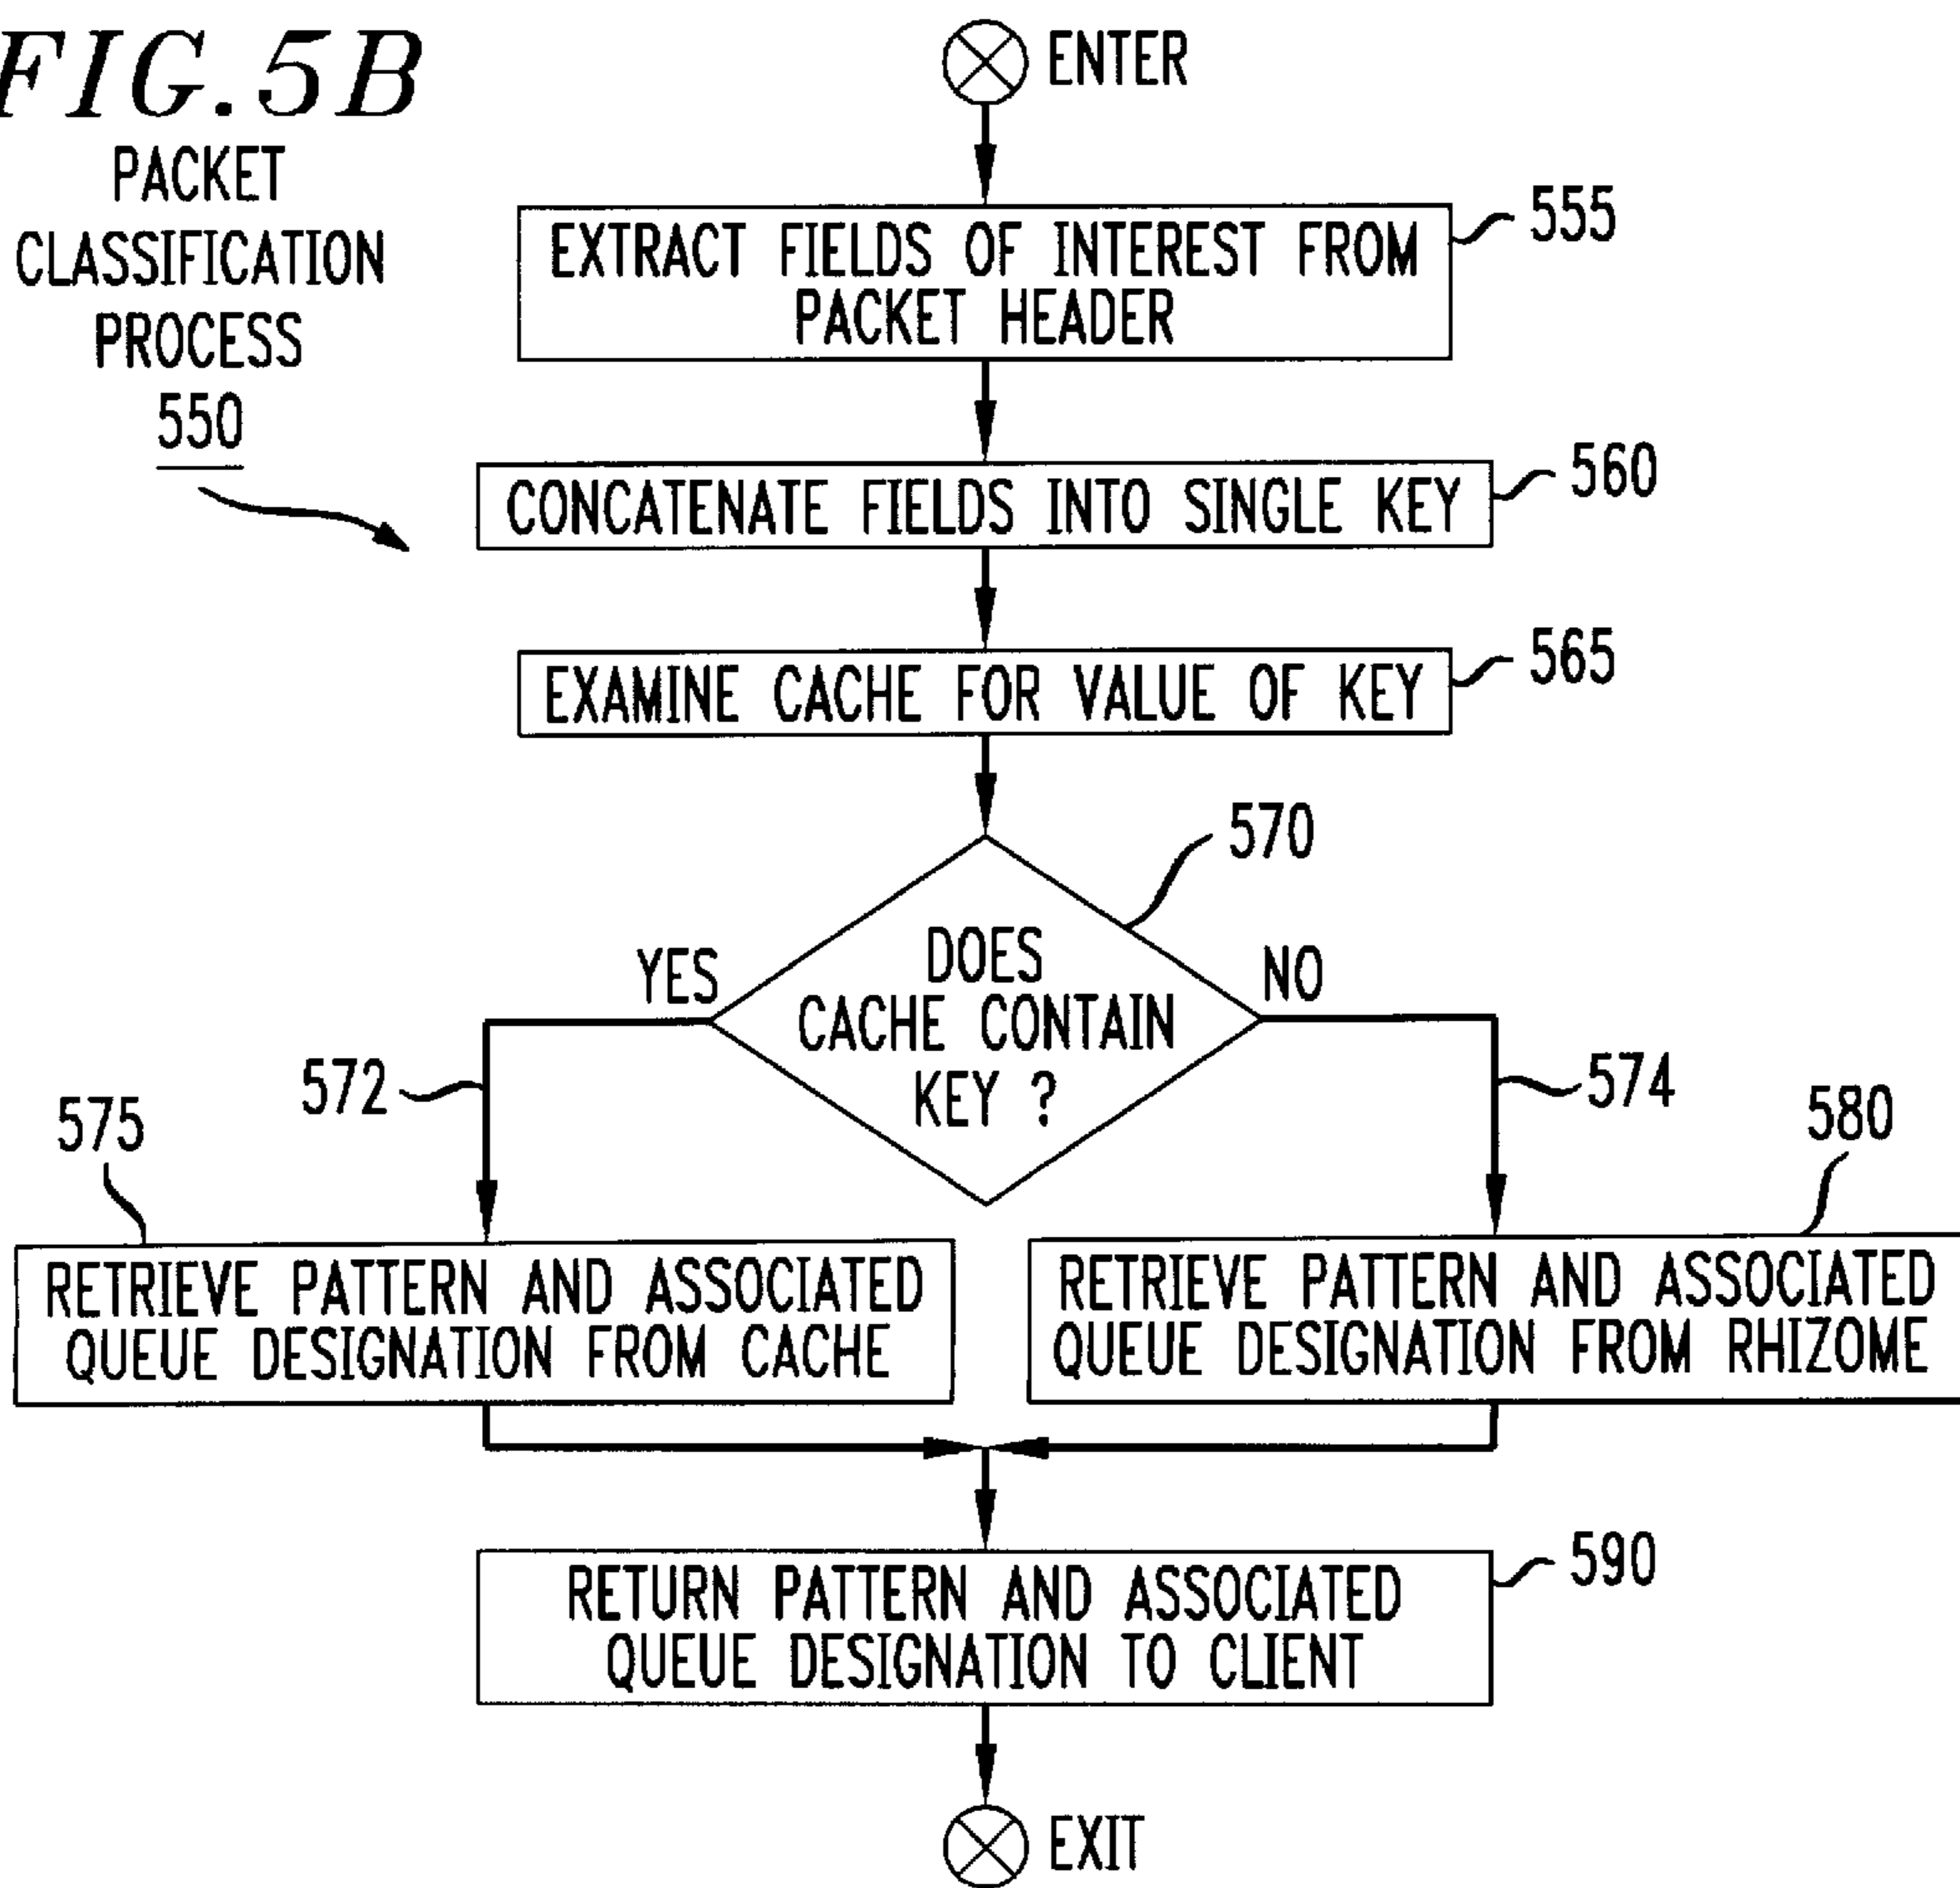 FIG. 5B
PACKET
CLASSIFICATION
PROCESS
550
ENTER
EXTRACT FIELDS OF INTEREST FROM
PACKET HEADER
555
CONCATENATE FIELDS INTO SINGLE KEY
560
EXAMINE CACHE FOR VALUE OF KEY
565
DOES
CACHE CONTAIN
KEY ?
570
YES
NO
572
574
575
580
RETRIEVE PATTERN AND ASSOCIATED
QUEUE DESIGNATION FROM CACHE
RETRIEVE PATTERN AND ASSOCIATED
QUEUE DESIGNATION FROM RHIZOME
RETURN PATTERN AND ASSOCIATED
QUEUE DESIGNATION TO CLIENT
590
EXIT